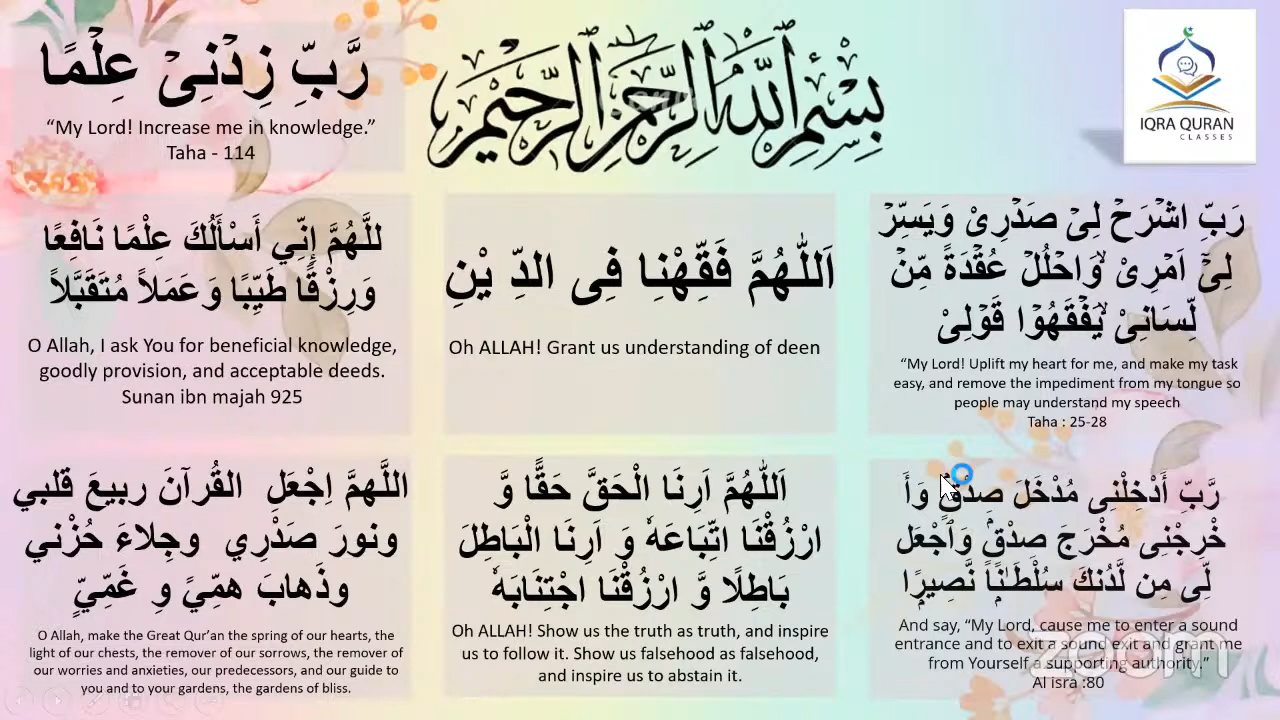 رَّبِّ زِدْنِیْ عِلْمًا
“My Lord! Increase me in knowledge.”
Taha - 114
بِسْمِ اللَّهِ الرَّحْمَنِ الرَّحِيمِ
IQRA QURAN
CLASSES
للَّهُمَّ إِنِّي أَسْأَلُكَ عِلْمًا نَافِعًا
وَرِزْقًا طَيِّبًا وَعَمَلاً مُتَقَبَّلاً
O Allah, I ask You for beneficial knowledge,
goodly provision, and acceptable deeds.
Sunan ibn majah 925
اَللّٰهُمَّ فَقِّهْنِا فِی الدِّ يْنِ
Oh ALLAH! Grant us understanding of deen
رَبِّ اشْرَحْ لِیْ صَدْرِیْ وَيَسِّرْ
لِیْ اَمْرِیْ ۙوَاحْلُلْ عُقْدَةً مِّنْ
لِّسَانِیْ ۙيَفْقَهُوْا قَوْلِیْ
“My Lord! Uplift my heart for me, and make my task
easy, and remove the impediment from my tongue so
people may understand my speech
Taha : 25-28
اللَّهمَّ اِجْعَلِ القُرآنَ ربيعَ قلبي
ونورَ صَدْرِي وجِلاءَ حُزْني
وذَهابَ همِّيَ وِ غَمِّيٍّ
O Allah, make the Great Qur’an the spring of our hearts, the
light of our chests, the remover of our sorrows, the remover of
our worries and anxieties, our predecessors, and our guide to
you and to your gardens, the gardens of bliss.
اَللّٰهُمَّ اَرِنَا الْحَقَّ حَقًّا وَّ
ارْزُقْنَا اتِّبَاعَهٗ وَ اَرِنَا الْبَاطِلَ
بَاطِلًا وَّ ارْزُقْنَا اجْتِنَابَهٗ
Oh ALLAH! Show us the truth as truth, and inspire
us to follow it. Show us falsehood as falsehood,
and inspire us to abstain it.
رَّبِّ أَدْخِلْنِى مُدْخَلَ صِدْقٍ وَأَ
خْرِجْنِى مُخْرَجَ صِدْقٍ وَٱجْعَل
لِّى مِن لَّدُنكَ سُلْطَـٰنًا نَّصِيرًا
And say, “My Lord, cause me to enter a sound
entrance and to exit a sound exit and grant me
from Yourself a supporting authority.”
Al isra :80
zoom